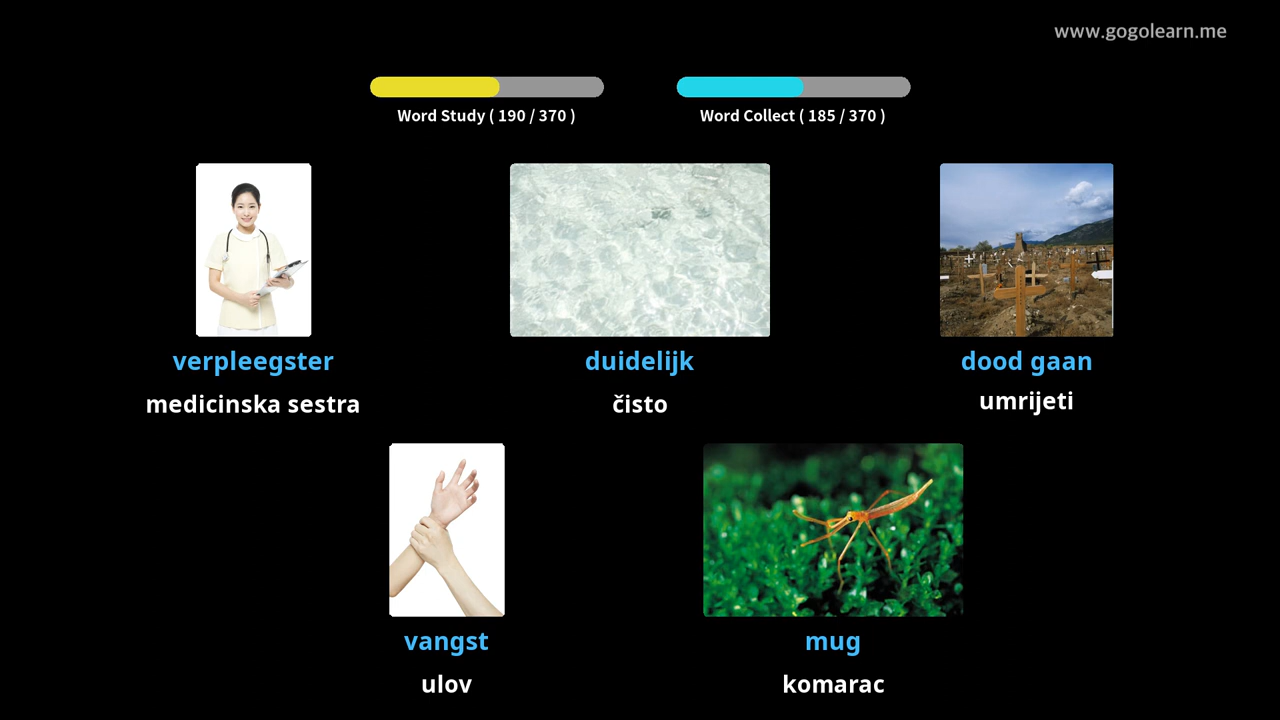 www.gogolearn.me
Word Study ( 190 / 370 )
Word Collect ( 185 / 370 )
verpleegster
medicinska sestra
duidelijk
čisto
dood gaan
umrijeti
vangst
ulov
mug
komarac